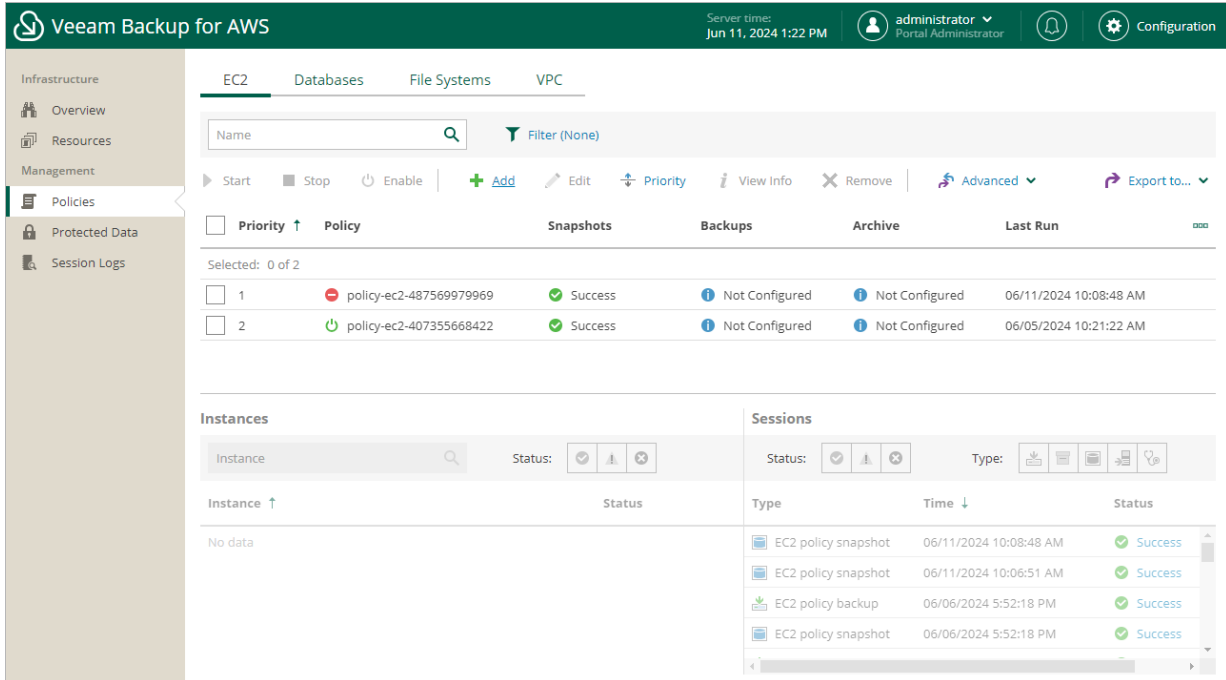 Veeam Backup for AWS
Server time:
Jun 11, 2024 1:22 PM
administrator
Portal Administrator
Configuration
Infrastructure
Overview
Resources
Management
Policies
Protected Data
Session Logs
EC2 Databases File Systems VPC
Name Filter (None)
Start Stop Enable Add Edit Priority View Info Remove Advanced Export to...
Priority Policy Snapshots Backups Archive Last Run
Selected: 0 of 2
1 policy-ec2-487569979969 Success Not Configured Not Configured 06/11/2024 10:08:48 AM
2 policy-ec2-407355668422 Success Not Configured Not Configured 06/05/2024 10:21:22 AM
Instances
Instance Status:
Instance Status
No data
Sessions
Status: Type:
Type Time Status
EC2 policy snapshot 06/11/2024 10:08:48 AM Success
EC2 policy snapshot 06/11/2024 10:06:51 AM Success
EC2 policy backup 06/06/2024 5:52:18 PM Success
EC2 policy snapshot 06/06/2024 5:52:18 PM Success